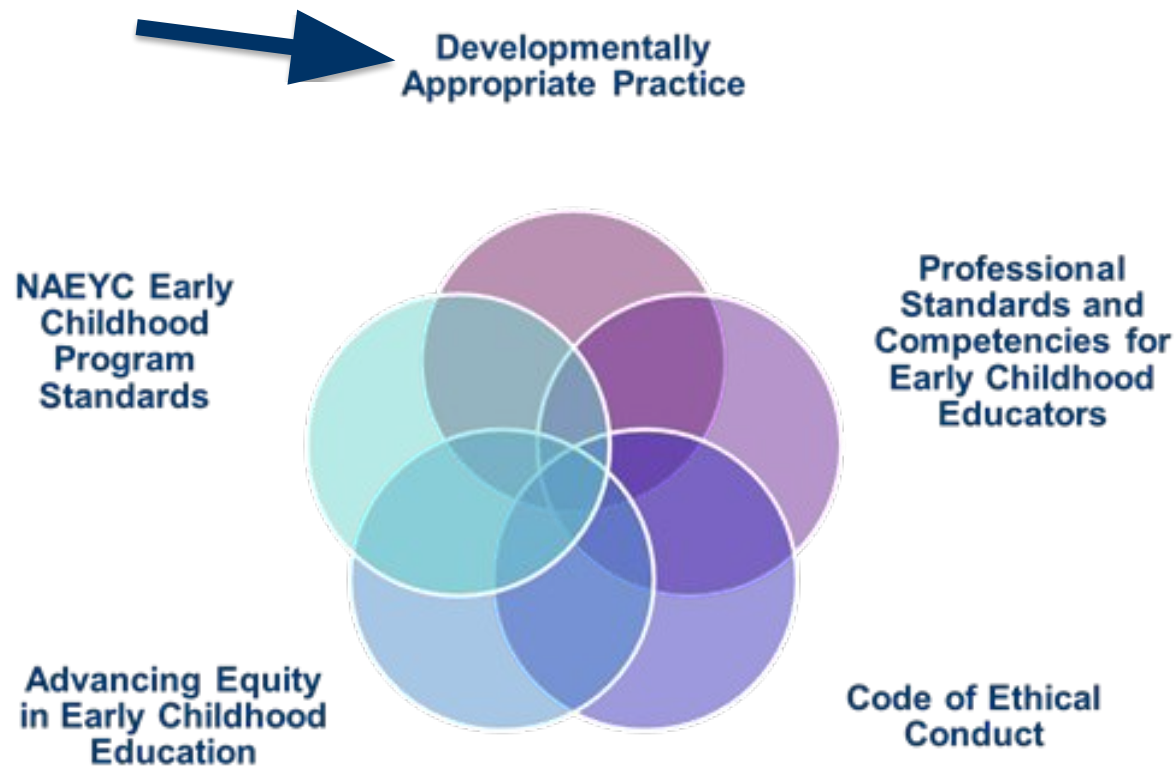 Developmentally
Appropriate Practice
NAEYC Early
Childhood
Program
Standards
Professional
Standards and
Competencies for
Early Childhood
Educators
Advancing Equity
in Early Childhood
Education
Code of Ethical
Conduct